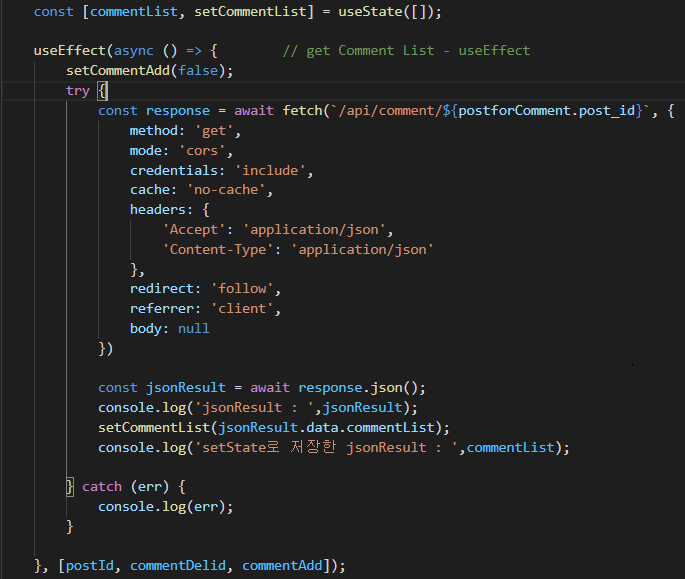 const [commentList, setCommentList] = useState([]);
useEffect(async () => { // get Comment List - useEffect
setCommentAdd(false);
try {
const response = await fetch(`/api/comment/${postforComment.post_id}`, {
method: 'get',
mode: 'cors',
credentials: 'include',
cache: 'no-cache',
headers: {
'Accept': 'application/json',
'Content-Type': 'application/json'
},
redirect: 'follow',
referrer: 'client',
body: null
})
const jsonResult = await response.json();
console.log('jsonResult : ',jsonResult);
setCommentList(jsonResult.data.commentList);
console.log('setState로 저장한 jsonResult : ',commentList);
} catch (err) {
console.log(err);
}
}, [postId, commentDelid, commentAdd]);